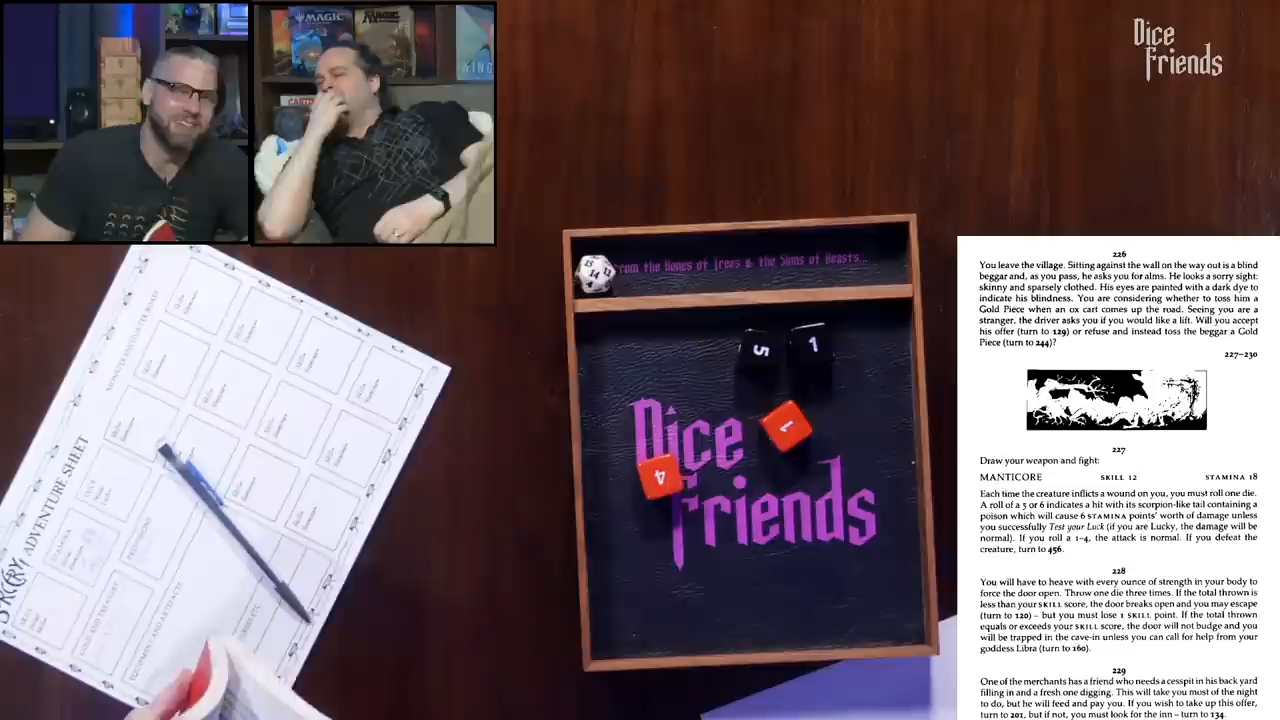 MAGIC
Dice
Friends
15
14
From the Bones of Trees & the Skins of Beasts...
5
1
1
4
Dice
Friends
MONSTER ENCOUNTER BOXES
ADVENTURE SHEET
226
You leave the village. Sitting against the wall on the way out is a blind
beggar and, as you pass, he asks you for alms. He looks a sorry sight:
skinny and sparsely clothed. His eyes are painted with a dark dye to
indicate his blindness. You are considering whether to toss him a
Gold Piece when an ox cart comes up the road. Seeing you are a
stranger, the driver asks you if you would like a lift. Will you accept
his offer (turn to 129) or refuse and instead toss the beggar a Gold
Piece (turn to 244)?
227–230
227
Draw your weapon and fight:
MANTICORE SKILL 12 STAMINA 18
Each time the creature inflicts a wound on you, you must roll one die.
A roll of a 5 or 6 indicates a hit with its scorpion-like tail containing a
poison which will cause 6 STAMINA points' worth of damage unless
you successfully Test your Luck (if you are Lucky, the damage will be
normal). If you roll a 1–4, the attack is normal. If you defeat the
creature, turn to 456.
228
You will have to heave with every ounce of strength in your body to
force the door open. Throw one die three times. If the total thrown is
less than your SKILL score, the door breaks open and you may escape
(turn to 120) – but you must lose 1 SKILL point. If the total thrown
equals or exceeds your SKILL score, the door will not budge and you
will be trapped in the cave-in unless you can call for help from your
goddess Libra (turn to 160).
229
One of the merchants has a friend who needs a cesspit in his back yard
filling in and a fresh one digging. This will take you most of the night
to do, but he will feed and pay you. If you wish to take up this offer,
turn to 201, but if not, you must look for the inn – turn to 134.